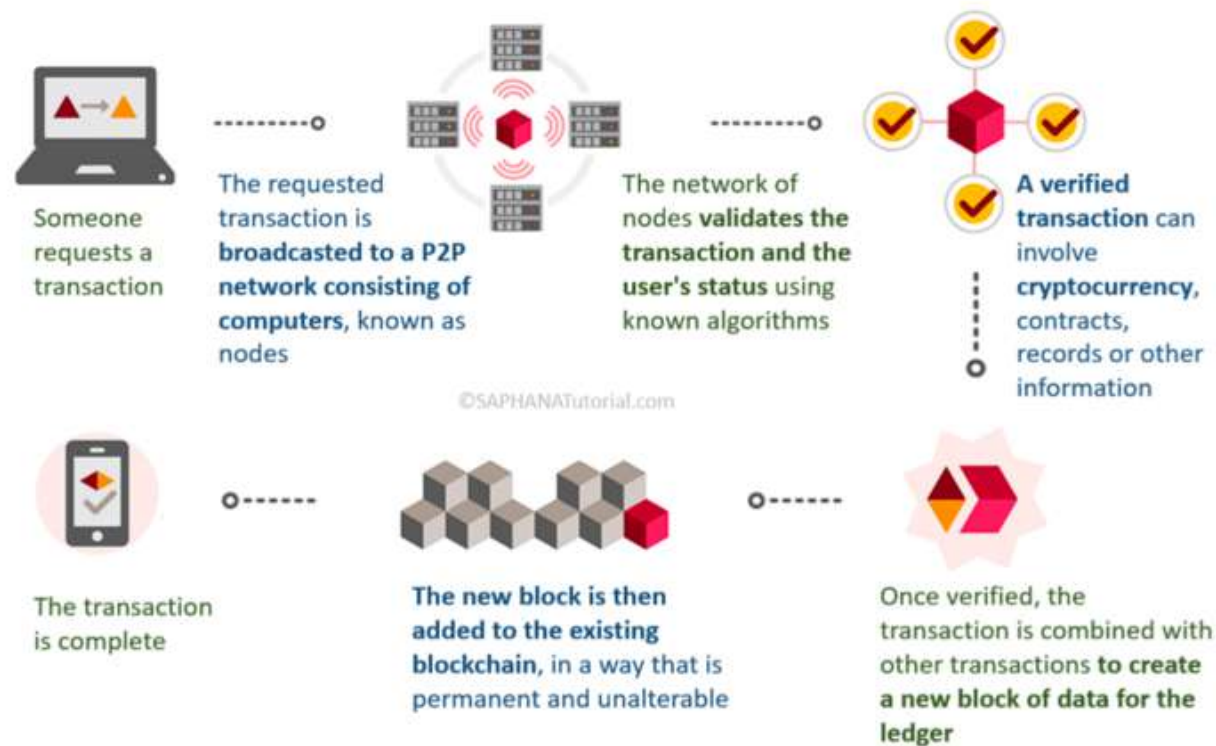 Someone
requests a
transaction
The requested
transaction is
broadcasted to a P2P
network consisting of
computers, known as
nodes
The network of
nodes validates the
transaction and the
user's status using
known algorithms
A verified
transaction can
involve
cryptocurrency,
contracts,
records or other
information
©SAPHANATutorial.com
Once verified, the
transaction is combined with
other transactions to create
a new block of data for the
ledger
The new block is then
added to the existing
blockchain, in a way that is
permanent and unalterable
The transaction
is complete